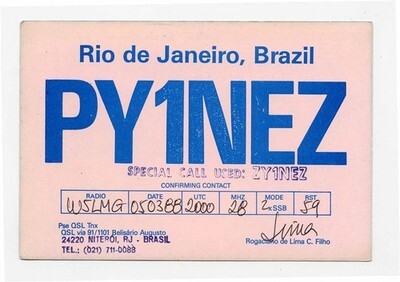 Rio de Janeiro, Brazil
PY1NEZ
SPECIAL CALL USED: ZY1NEZ
CONFIRMING CONTACT
RADIO DATE UTC MHZ MODE RST
W5LMG 050388 2000 28 2xSSB 59
Pse QSL Tnx
QSL via 91/1101 Belisário Augusto
24220 NITERÓI, RJ - BRASIL
TEL.: (021) 711-0088
Lima
Rogaciano de Lima C. Filho